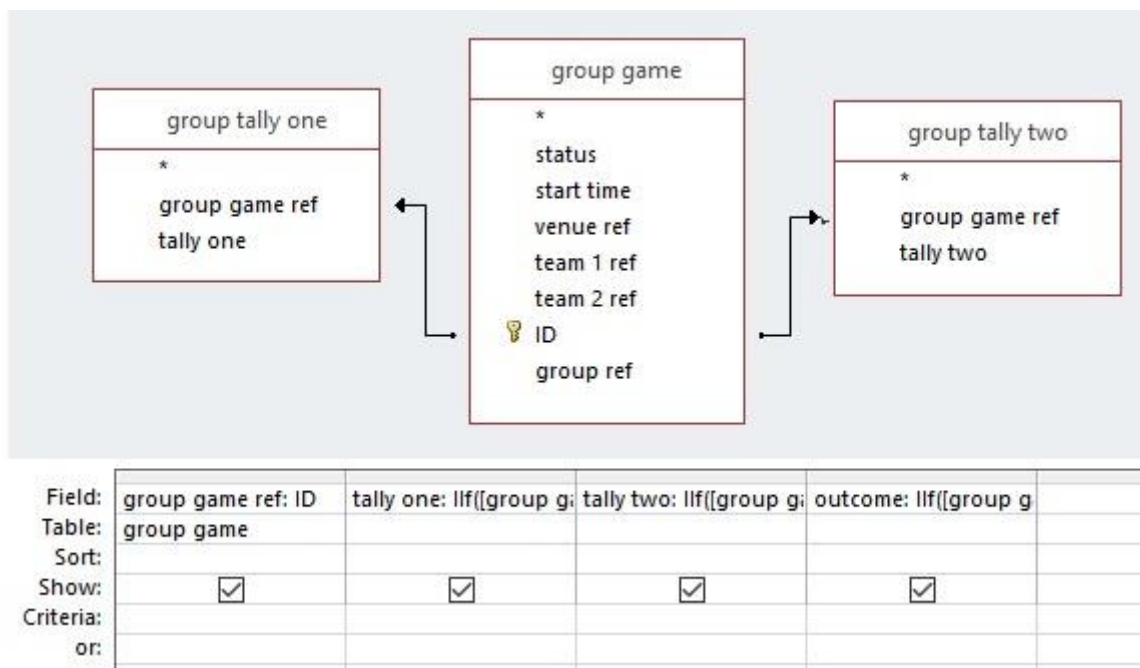 group tally one
*
group game ref
tally one
group game
*
status
start time
venue ref
team 1 ref
team 2 ref
ID
group ref
group tally two
*
group game ref
tally two
Field: group game ref: ID tally one: IIf([group ga tally two: IIf([group ga outcome: IIf([group g
Table: group game
Sort:
Show:
Criteria:
or: